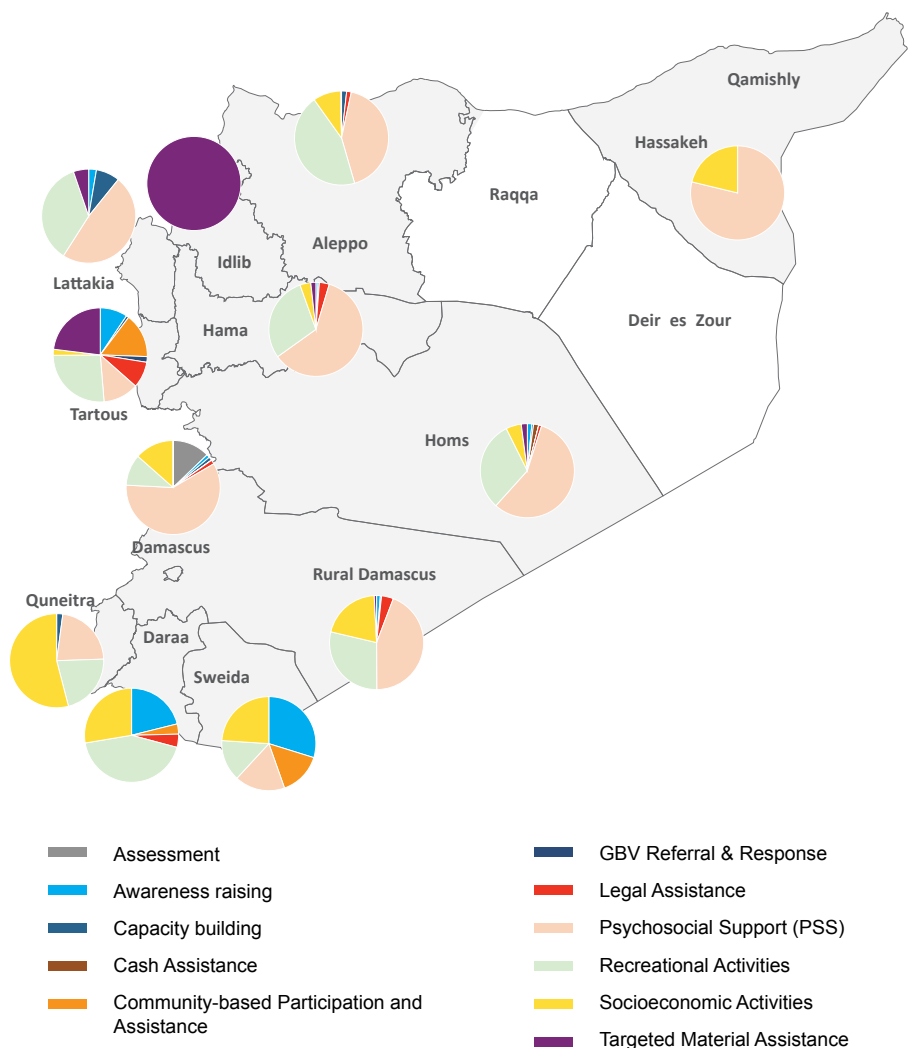 Qamishly
Hassakeh
Raqqa
Aleppo
Idlib
Lattakia
Deir es Zour
Hama
Tartous
Homs
Damascus
Rural Damascus
Quneitra
Daraa
Sweida
Assessment
Awareness raising
Capacity building
Cash Assistance
Community-based Participation and
Assistance
GBV Referral & Response
Legal Assistance
Psychosocial Support (PSS)
Recreational Activities
Socioeconomic Activities
Targeted Material Assistance